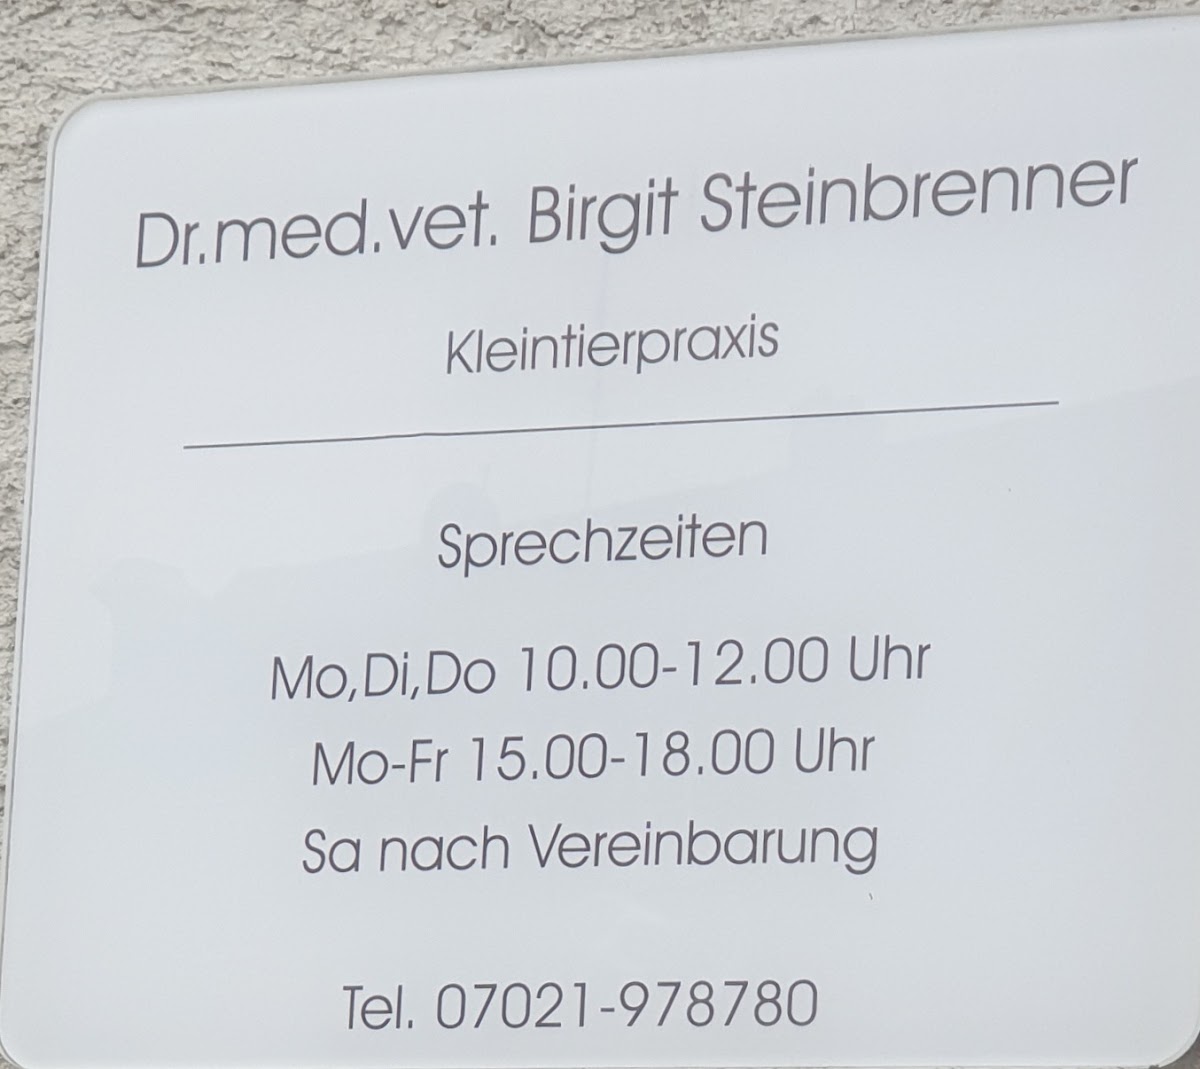 Dr.med.vet. Birgit Steinbrenner
Kleintierpraxis
Sprechzeiten
Mo,Di,Do 10.00-12.00 Uhr
Mo-Fr 15.00-18.00 Uhr
Sa nach Vereinbarung
Tel. 07021-978780